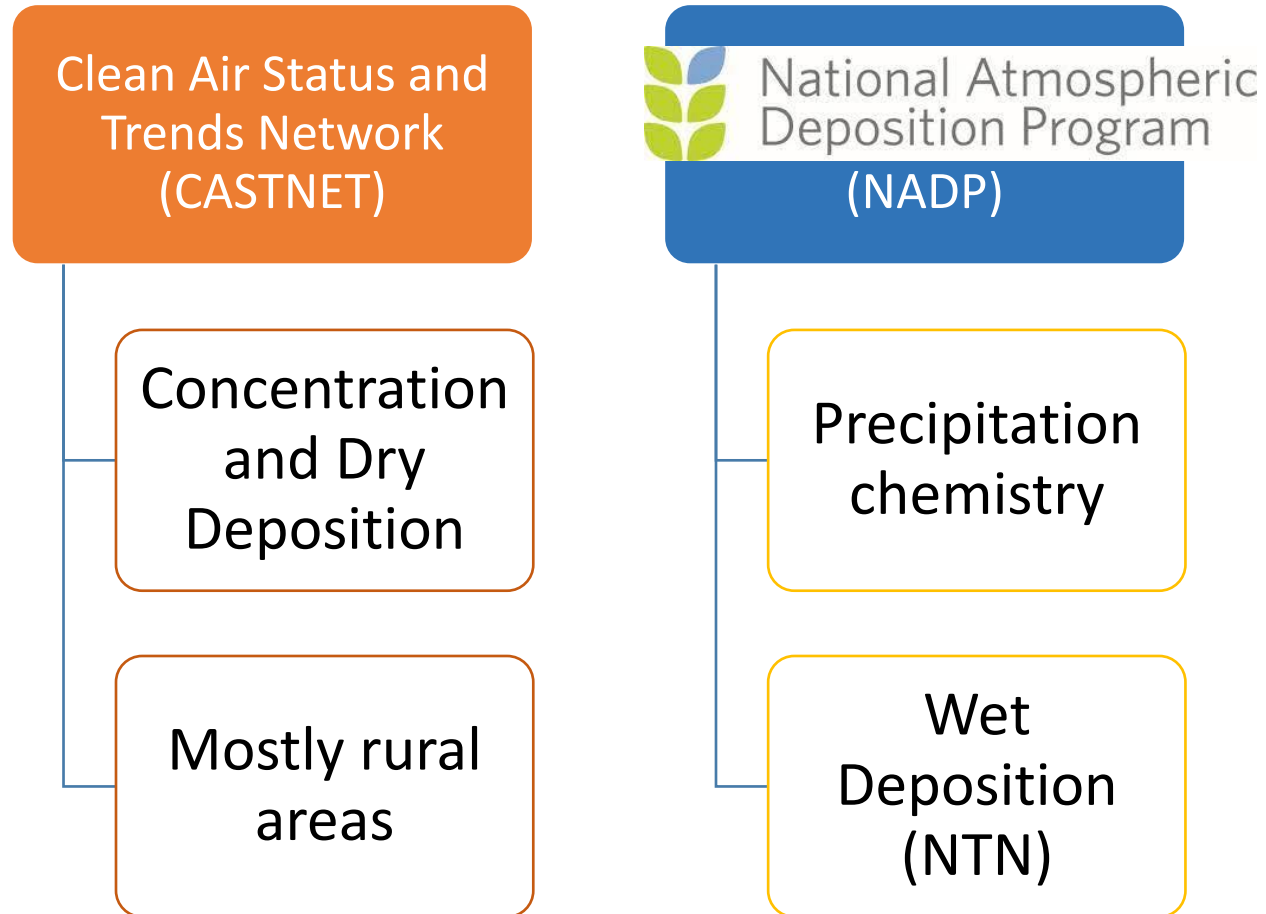 Clean Air Status and
Trends Network
(CASTNET)
Concentration
and Dry
Deposition
Mostly rural
areas
National Atmospheric
Deposition Program
(NADP)
Precipitation
chemistry
Wet
Deposition
(NTN)